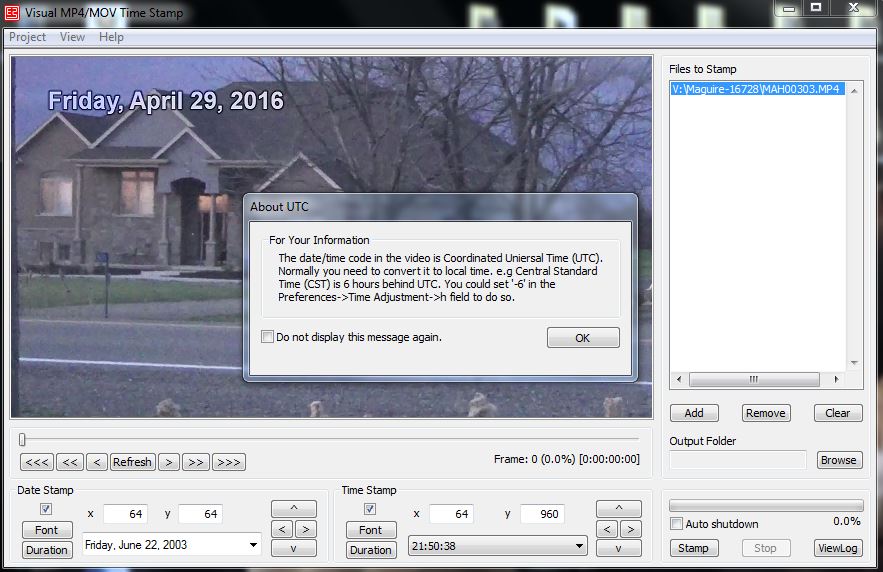 Visual MP4/MOV Time Stamp
Project View Help
Friday, April 29, 2016
About UTC
For Your Information
The date/time code in the video is Coordinated Uniersal Time (UTC).
Normally you need to convert it to local time. e.g Central Standard
Time (CST) is 6 hours behind UTC. You could set '-6' in the
Preferences->Time Adjustment->h field to do so.
Do not display this message again.
OK
Files to Stamp
V:\Maguire-16728\MAH00303.MP4
Add Remove Clear
Output Folder
Browse
<<< << < Refresh > >> >>>
Frame: 0 (0.0%) [0:00:00:00]
Date Stamp
x 64 y 64
^
Font
< >
Duration
Friday, June 22, 2003
v
Time Stamp
x 64 y 960
^
Font
< >
Duration
21:50:38
v
Auto shutdown
0.0%
Stamp Stop ViewLog